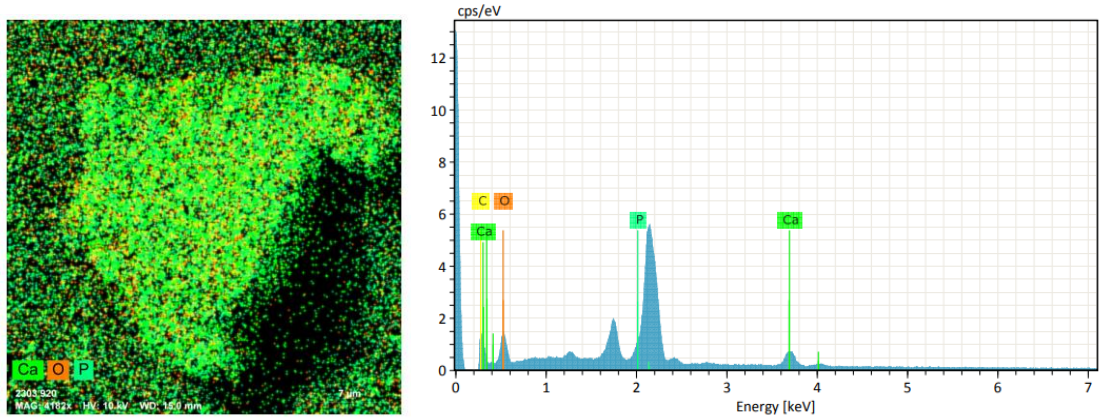 Ca O P
2303 920
MAG: 4182x HV: 10 kV WD: 15.0 mm
7 µm
cps/eV
12
10
8
6
4
2
0
C O
Ca
P
Ca
0 1 2 3 4 5 6 7
Energy [keV]